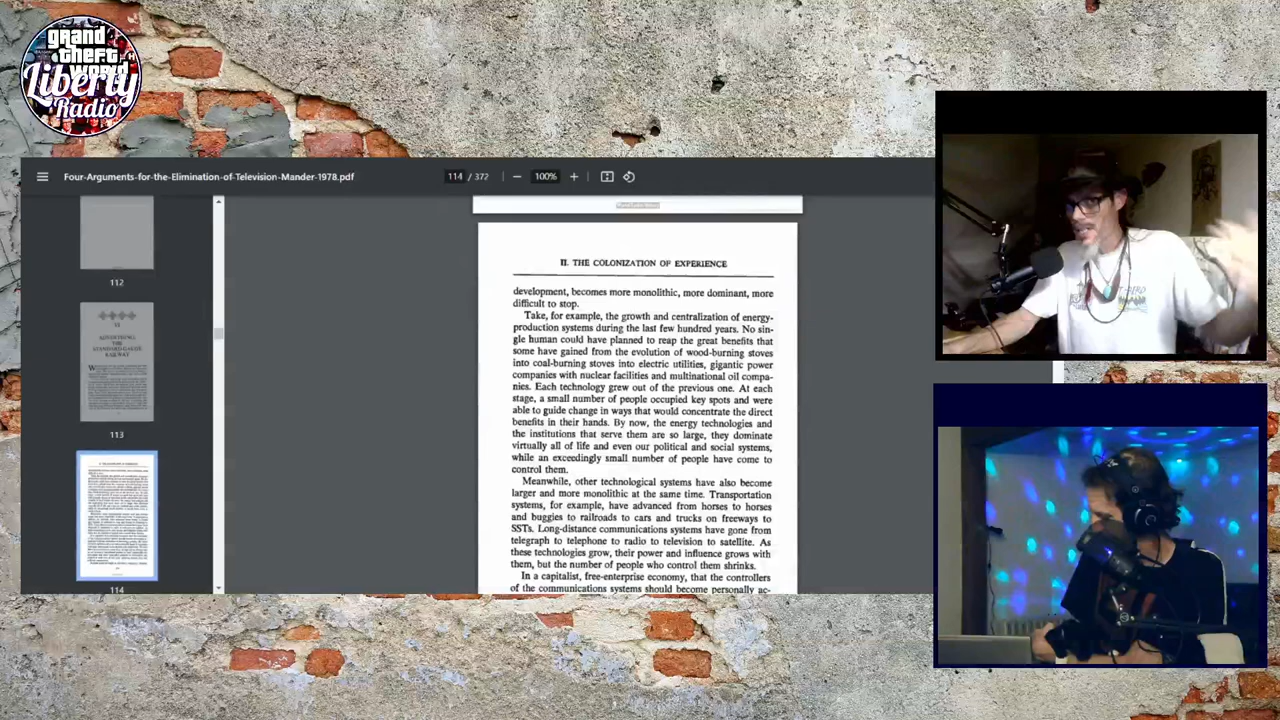 grand
theft
world
Liberty
Radio
Four-Arguments-for-the-Elimination-of-Television-Mander-1978.pdf
114 / 372
100%
112
113
114
II. THE COLONIZATION OF EXPERIENCE
development, becomes more monolithic, more dominant, more
difficult to stop.
Take, for example, the growth and centralization of energy-
production systems during the last few hundred years. No sin-
gle human could have planned to reap the great benefits that
some have gained from the evolution of wood-burning stoves
into coal-burning stoves into electric utilities, gigantic power
companies with nuclear facilities and multinational oil compa-
nies. Each technology grew out of the previous one. At each
stage, a small number of people occupied key spots and were
able to guide change in ways that would concentrate the direct
benefits in their hands. By now, the energy technologies and
the institutions that serve them are so large, they dominate
virtually all of life and even our political and social systems,
while an exceedingly small number of people have come to
control them.
Meanwhile, other technological systems have also become
larger and more monolithic at the same time. Transportation
systems, for example, have advanced from horses to horses
and buggies to railroads to cars and trucks on freeways to
SSTs. Long-distance communications systems have gone from
telegraph to telephone to radio to television to satellite. As
these technologies grow, their power and influence grows with
them, but the number of people who control them shrinks.
In a capitalist, free-enterprise economy, that the controllers
of the communications systems should become personally ac-